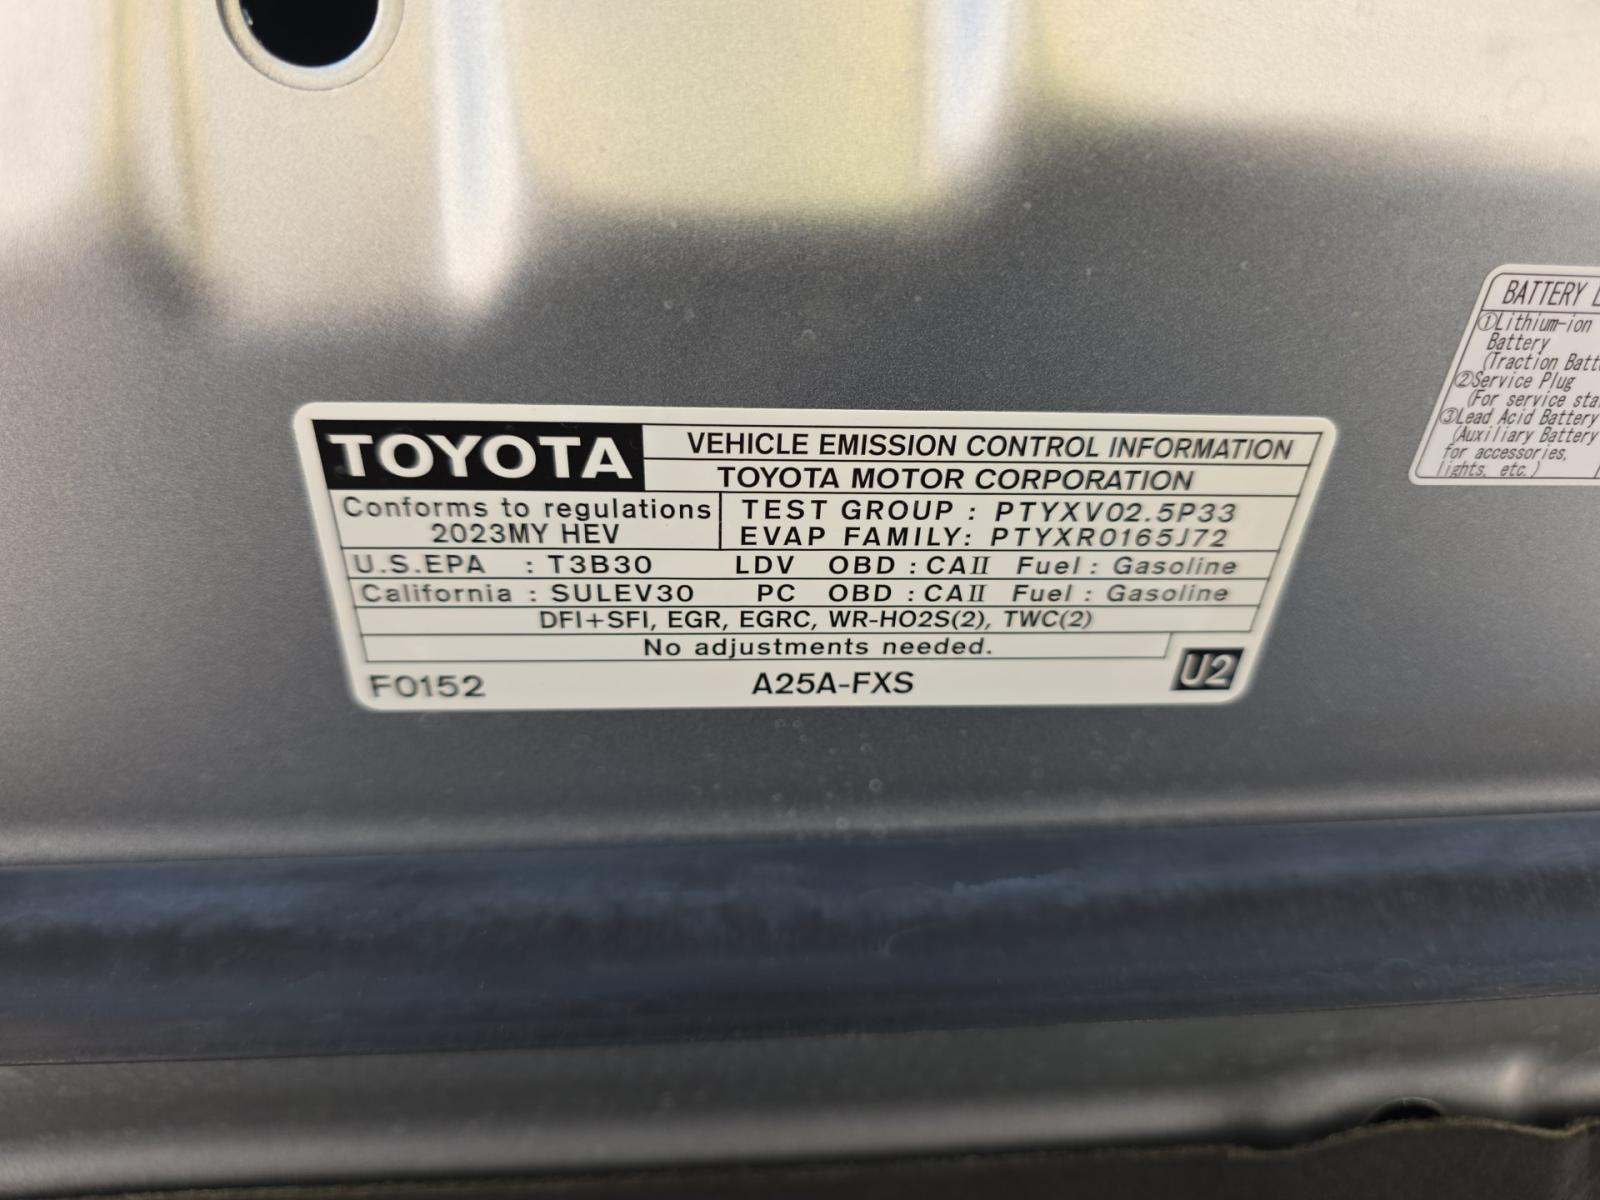 TOYOTA
VEHICLE EMISSION CONTROL INFORMATION
TOYOTA MOTOR CORPORATION
Conforms to regulations
2023MY HEV
TEST GROUP : PTYXV02.5P33
EVAP FAMILY: PTYXR0165J72
U.S.EPA : T3B30 LDV OBD : CAII Fuel : Gasoline
California : SULEV30 PC OBD : CAII Fuel : Gasoline
DFI+SFI, EGR, EGRC, WR-HO2S(2), TWC(2)
No adjustments needed.
F0152 A25A-FXS U2
BATTERY
①Lithium-ion
Battery
(Traction
②Service Plug
(For service
③Lead Acid Battery
(Auxiliary Battery
for accessories,
lights, etc.)